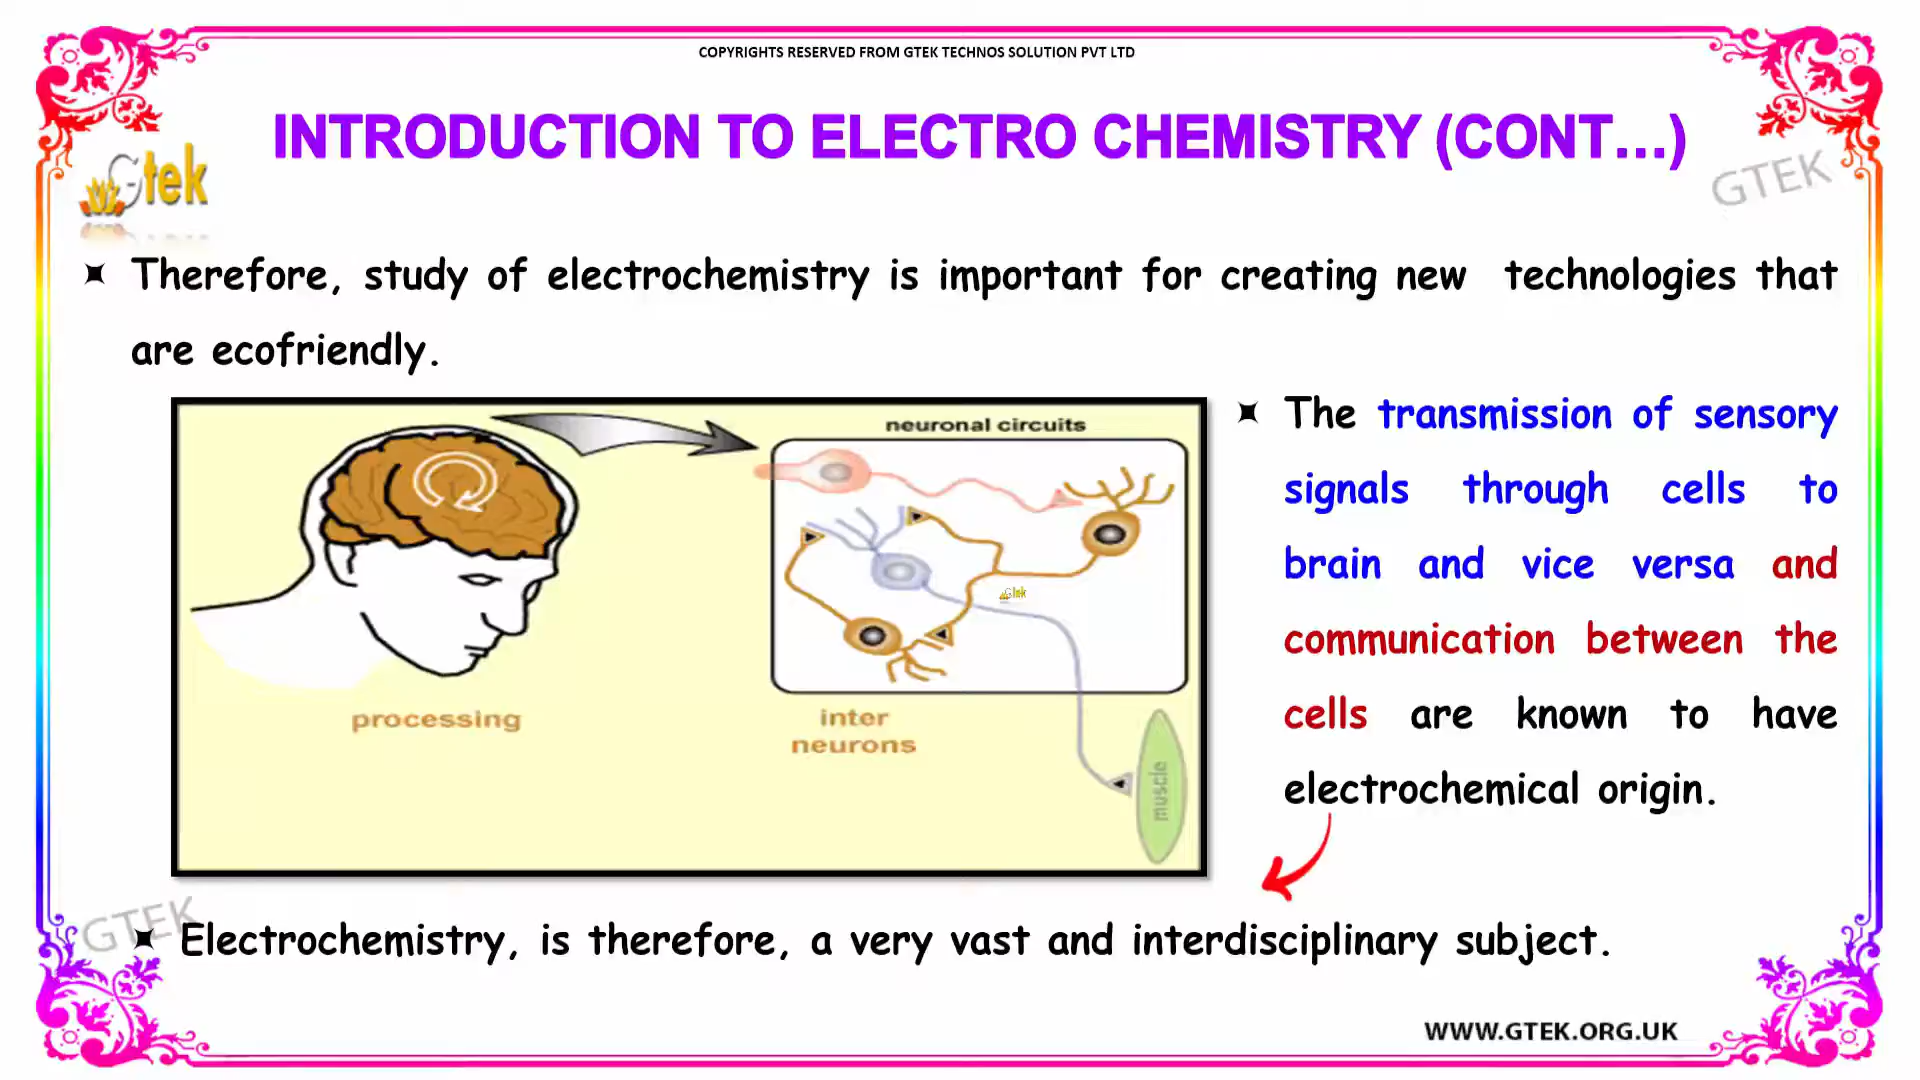 COPYRIGHTS RESERVED FROM GTEK TECHNOS SOLUTION PVT LTD
INTRODUCTION TO ELECTRO CHEMISTRY (CONT...)
Gtek
GTEK
Therefore, study of electrochemistry is important for creating new technologies that
are ecofriendly.
neuronal circuits
Gtek
processing
inter
neurons
muscle
The transmission of sensory
signals through cells to
brain and vice versa and
communication between the
cells are known to have
electrochemical origin.
GTEK
Electrochemistry, is therefore, a very vast and interdisciplinary subject.
WWW.GTEK.ORG.UK